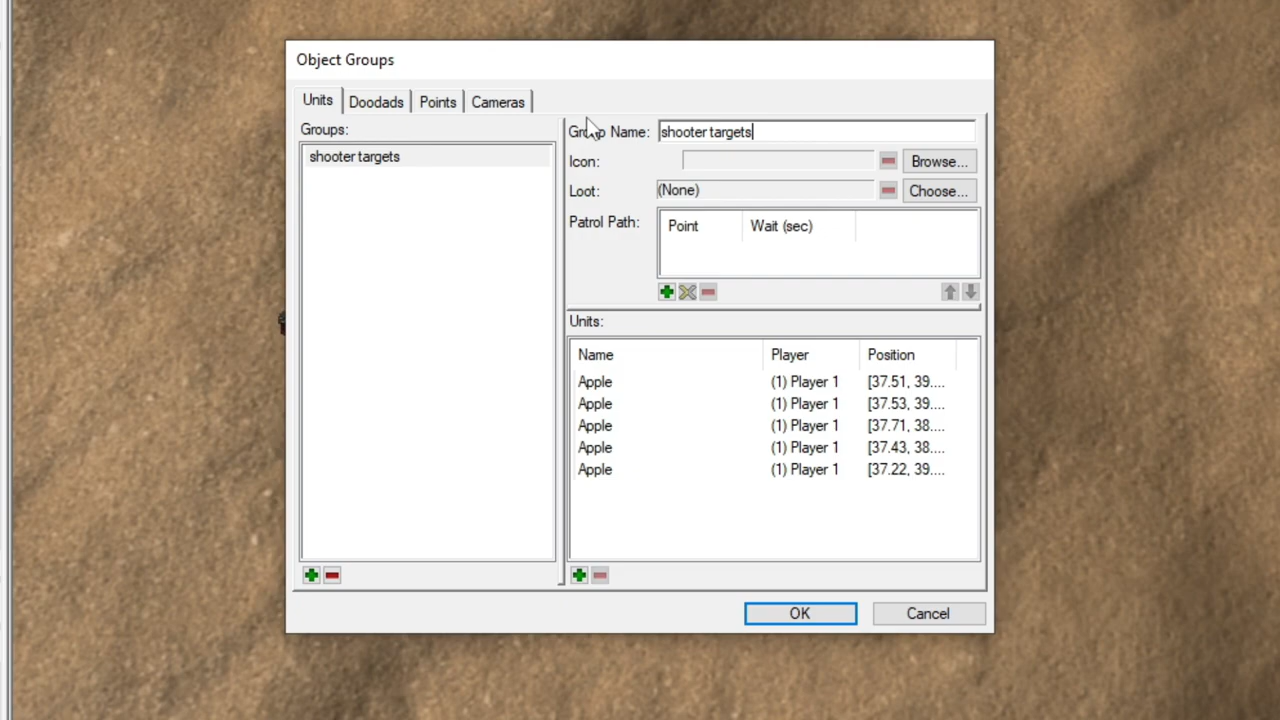 Object Groups
Units Doodads Points Cameras
Groups:
shooter targets
Group Name: shooter targets
Icon: Browse...
Loot: (None) Choose...
Patrol Path: Point Wait (sec)
Units:
Name Player Position
Apple (1) Player 1 [37.51, 39....
Apple (1) Player 1 [37.53, 39....
Apple (1) Player 1 [37.71, 38....
Apple (1) Player 1 [37.43, 38....
Apple (1) Player 1 [37.22, 39....
OK Cancel